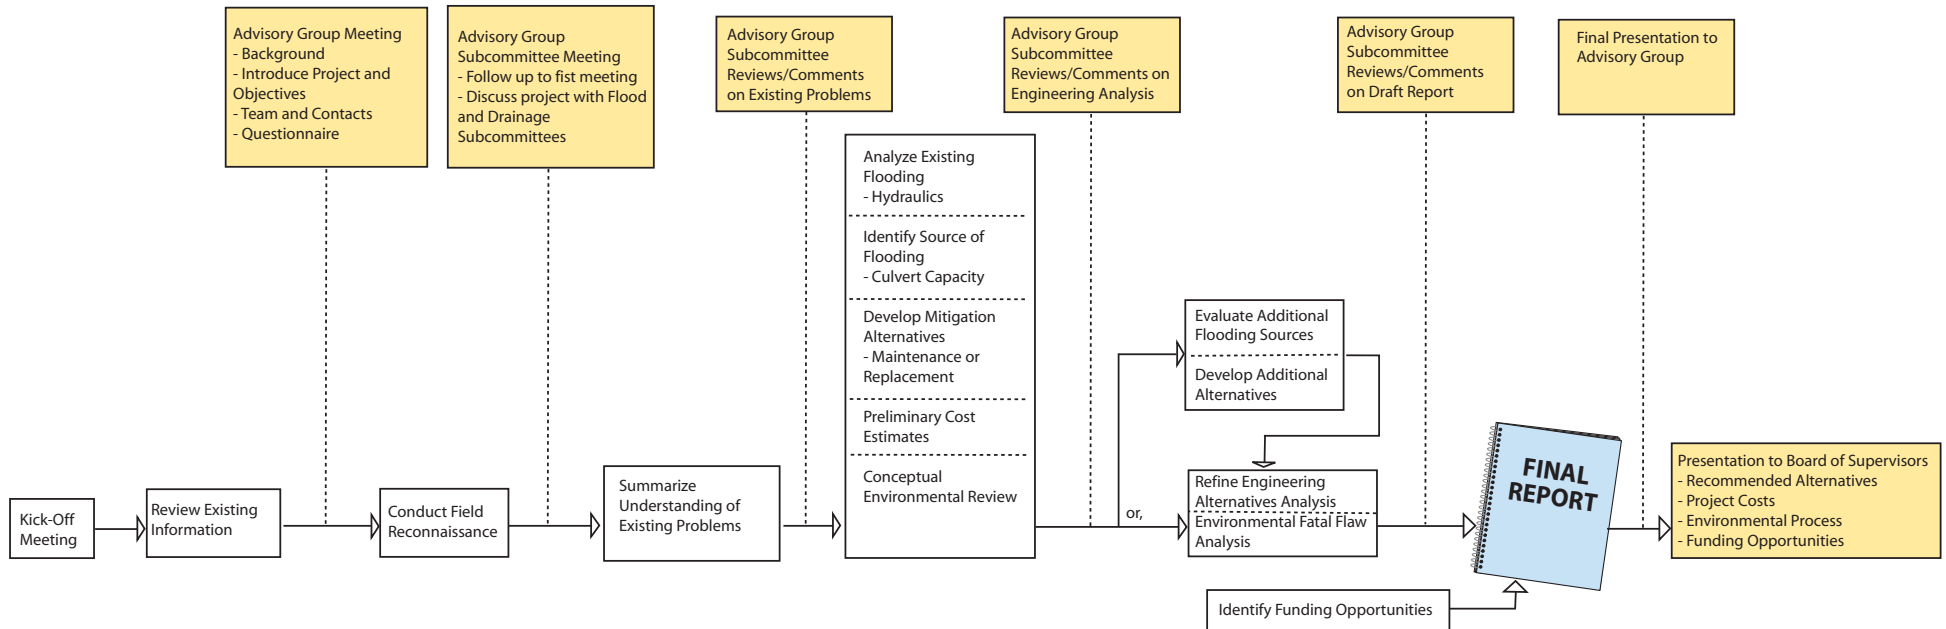 Advisory Group Meeting
- Background
- Introduce Project and
Objectives
- Team and Contacts
- Questionnaire
Advisory Group
Subcommittee Meeting
- Follow up to fist meeting
- Discuss project with Flood
and Drainage
Subcommittees
Advisory Group
Subcommittee
Reviews/Comments
on Existing Problems
Advisory Group
Subcommittee
Reviews/Comments on
Engineering Analysis
Advisory Group
Subcommittee
Reviews/Comments
on Draft Report
Final Presentation to
Advisory Group
Kick-Off
Meeting
Review Existing
Information
Conduct Field
Reconnaissance
Summarize
Understanding of
Existing Problems
Analyze Existing
Flooding
- Hydraulics
Identify Source of
Flooding
- Culvert Capacity
Develop Mitigation
Alternatives
- Maintenance or
Replacement
Preliminary Cost
Estimates
Conceptual
Environmental Review
or,
Evaluate Additional
Flooding Sources
Develop Additional
Alternatives
Refine Engineering
Alternatives Analysis
Environmental Fatal Flaw
Analysis
Identify Funding Opportunities
FINAL
REPORT
Presentation to Board of Supervisors
- Recommended Alternatives
- Project Costs
- Environmental Process
- Funding Opportunities